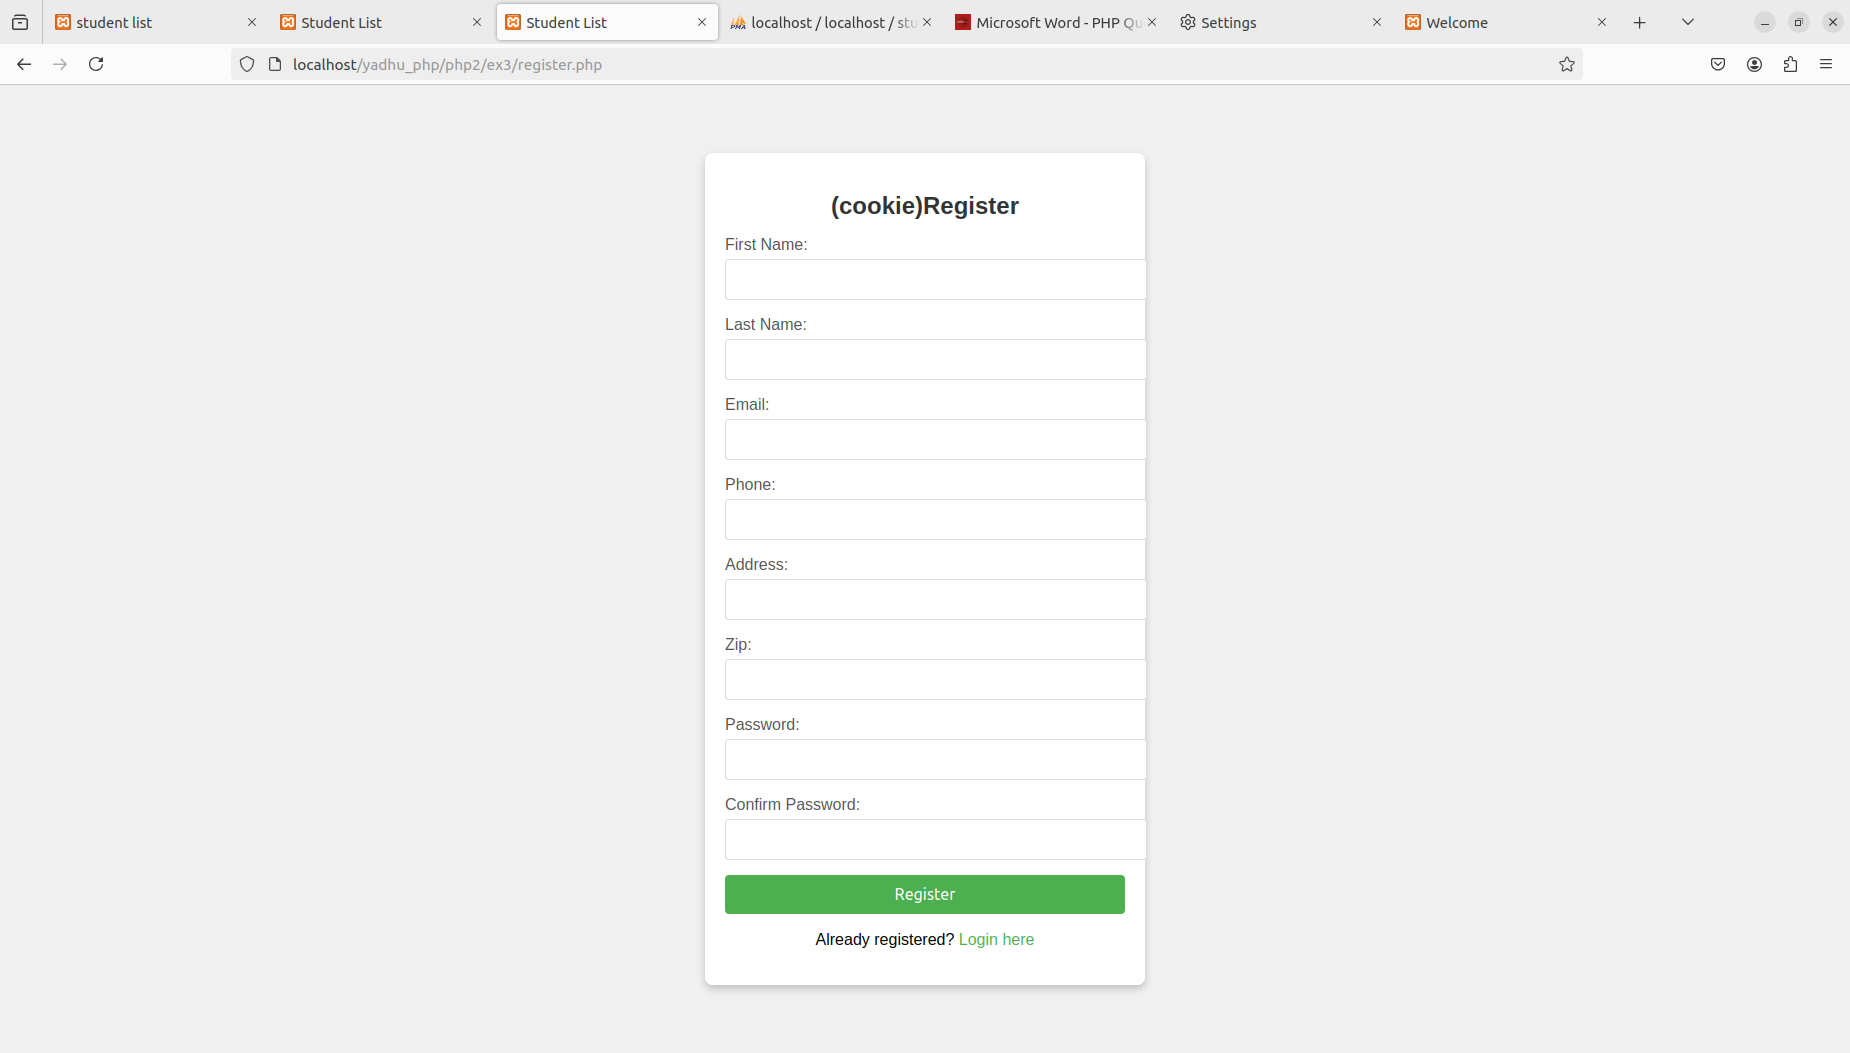 student list
Student List
Student List
localhost / localhost / stu
Microsoft Word - PHP Qu
Settings
Welcome
localhost/yadhu_php/php2/ex3/register.php
(cookie)Register
First Name:
Last Name:
Email:
Phone:
Address:
Zip:
Password:
Confirm Password:
Register
Already registered? Login here